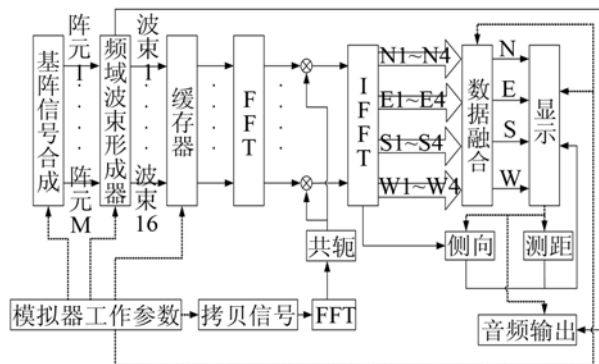 阵元1
阵元M
波束1
波束16
基阵信号合成
频域波束形成器
缓存器
FFT
IFFT
N1~N4
E1~E4
S1~S4
W1~W4
数据融合
N
E
S
W
显示
共轭
侧向
测距
模拟器工作参数
拷贝信号
FFT
音频输出